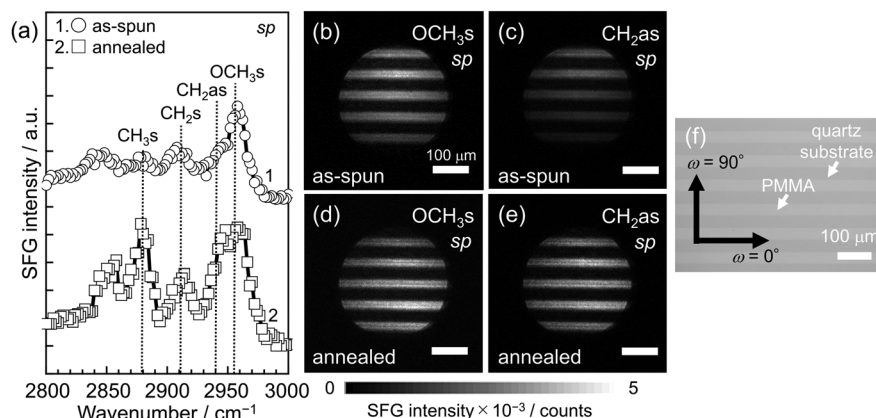 (a)
1.○ as-spun
2.□ annealed
sp
OCH₃s
CH₂as
CH₂s
CH₃s
1
2
SFG intensity / a.u.
2800 2850 2900 2950 3000
Wavenumber / cm⁻¹
(b) OCH₃s
sp
100 μm
as-spun
(c) CH₂as
sp
as-spun
(d) OCH₃s
sp
annealed
(e) CH₂as
sp
annealed
0 5
SFG intensity × 10⁻³ / counts
(f) quartz
substrate
ω = 90°
PMMA
100 μm
ω = 0°